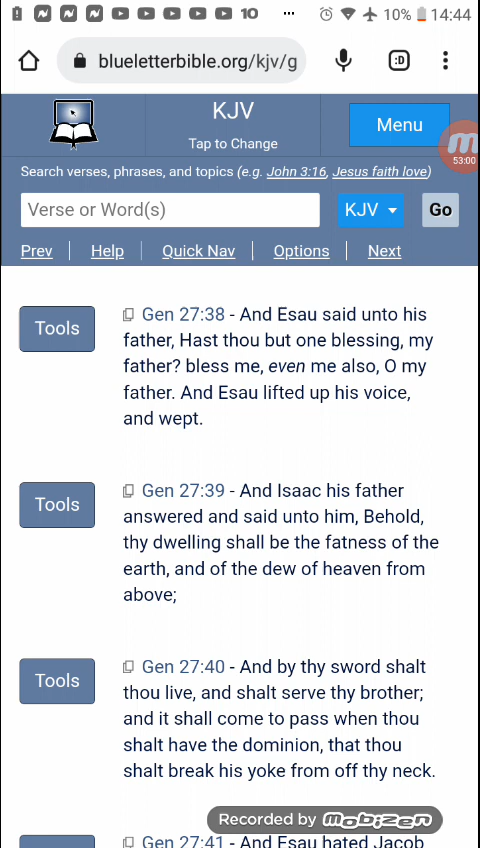 10 ... 10% 14:44
blueletterbible.org/kjv/g :D
KJV
Tap to Change
Menu
53:00
Search verses, phrases, and topics (e.g. John 3:16, Jesus faith love)
Verse or Word(s) KJV Go
Prev Help Quick Nav Options Next
Tools
Gen 27:38 - And Esau said unto his
father, Hast thou but one blessing, my
father? bless me, even me also, O my
father. And Esau lifted up his voice,
and wept.
Tools
Gen 27:39 - And Isaac his father
answered and said unto him, Behold,
thy dwelling shall be the fatness of the
earth, and of the dew of heaven from
above;
Tools
Gen 27:40 - And by thy sword shalt
thou live, and shalt serve thy brother;
and it shall come to pass when thou
shalt have the dominion, that thou
shalt break his yoke from off thy neck.
Recorded by Mobizen
Gen 27:41 - And Esau hated Jacob